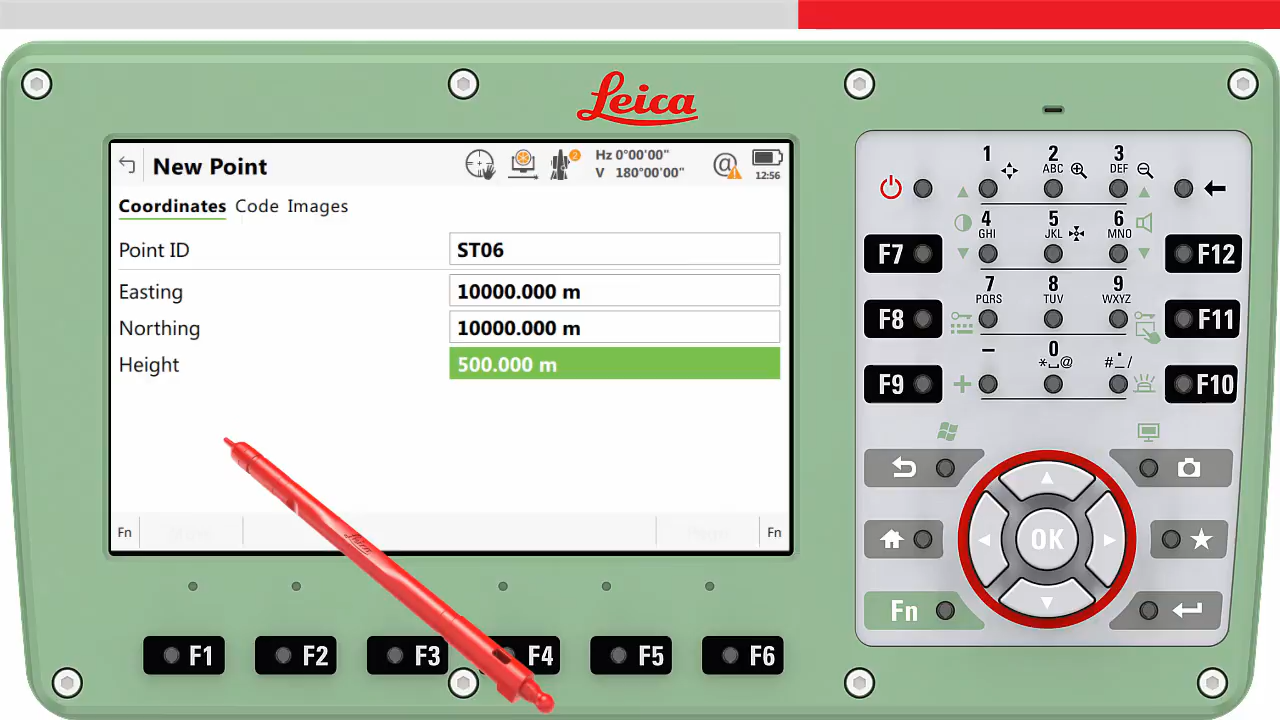 Leica
New Point
Hz 0°00'00"
V 180°00'00"
2
@
12:56
Coordinates Code Images
Point ID ST06
Easting 10000.000 m
Northing 10000.000 m
Height 500.000 m
Fn Fn
F1 F2 F3 F4 F5 F6
1 2 3
ABC DEF
4 5 6
GHI JKL MNO
7 8 9
PQRS TUV WXYZ
– 0 .
*␣@ #_/
+
F7 F12
F8 F11
F9 F10
OK
Fn